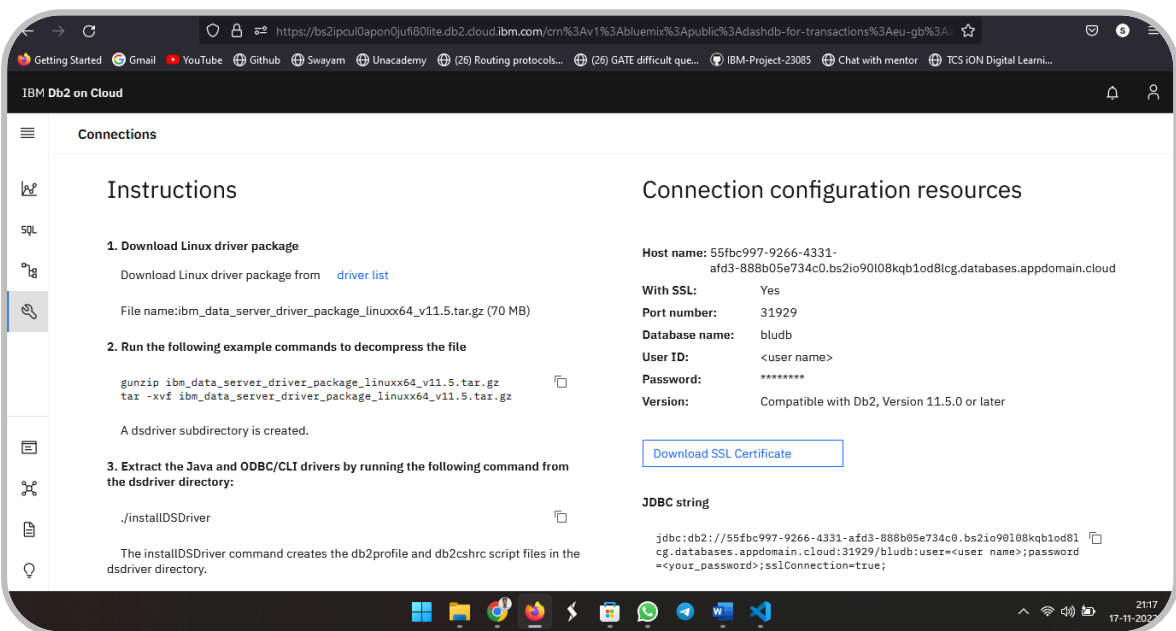 https://bs2ipcul0apon0jufi80lite.db2.cloud.ibm.com/crn%3Av1%3Abluemix%3Apublic%3Adashdb-for-transactions%3Aeu-gb%3A
S
Getting Started Gmail YouTube Github Swayam Unacademy (26) Routing protocols... (26) GATE difficult que... IBM-Project-23085 Chat with mentor TCS iON Digital Learni...
IBM Db2 on Cloud
Connections
SQL
Instructions
1. Download Linux driver package
Download Linux driver package from driver list
File name:ibm_data_server_driver_package_linuxx64_v11.5.tar.gz (70 MB)
2. Run the following example commands to decompress the file
gunzip ibm_data_server_driver_package_linuxx64_v11.5.tar.gz
tar -xvf ibm_data_server_driver_package_linuxx64_v11.5.tar.gz
A dsdriver subdirectory is created.
3. Extract the Java and ODBC/CLI drivers by running the following command from
the dsdriver directory:
./installDSDriver
The installDSDriver command creates the db2profile and db2cshrc script files in the
dsdriver directory.
Connection configuration resources
Host name: 55fbc997-9266-4331-
afd3-888b05e734c0.bs2io90l08kqb1od8lcg.databases.appdomain.cloud
With SSL: Yes
Port number: 31929
Database name: bludb
User ID: <user name>
Password: ********
Version: Compatible with Db2, Version 11.5.0 or later
Download SSL Certificate
JDBC string
jdbc:db2://55fbc997-9266-4331-afd3-888b05e734c0.bs2io90l08kqb1od8l
cg.databases.appdomain.cloud:31929/bludb:user=<user name>;password
=<your_password>;sslConnection=true;
21:17
17-11-2022